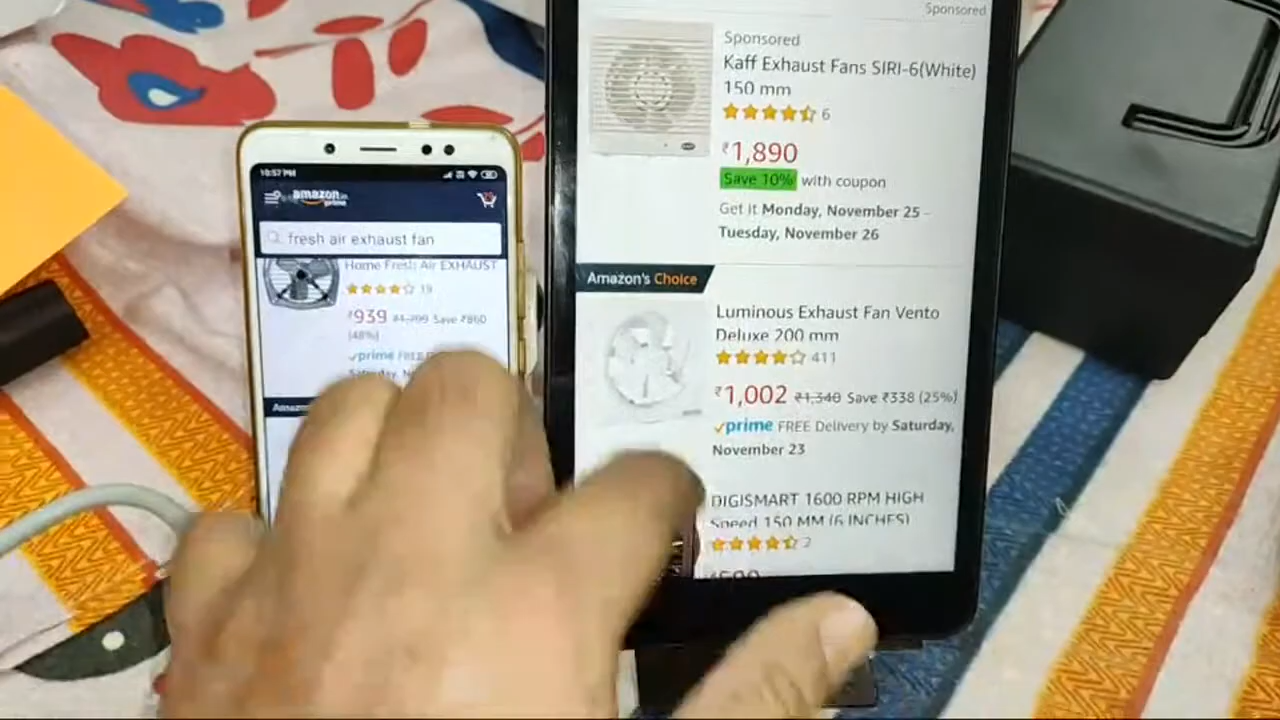 10:57 PM
amazon.in
prime
fresh air exhaust fan
Home Fresh Air EXHAUST
19
₹939 ₹1,799 Save ₹860
(48%)
prime FREE
Saturday,
Amazon
Sponsored
Sponsored
Kaff Exhaust Fans SIRI-6(White)
150 mm
6
₹1,890
Save 10% with coupon
Get it Monday, November 25 -
Tuesday, November 26
Amazon's Choice
Luminous Exhaust Fan Vento
Deluxe 200 mm
411
₹1,002 ₹1,340 Save ₹338 (25%)
prime FREE Delivery by Saturday,
November 23
DIGISMART 1600 RPM HIGH
Speed 150 MM (6 INCHES)
2